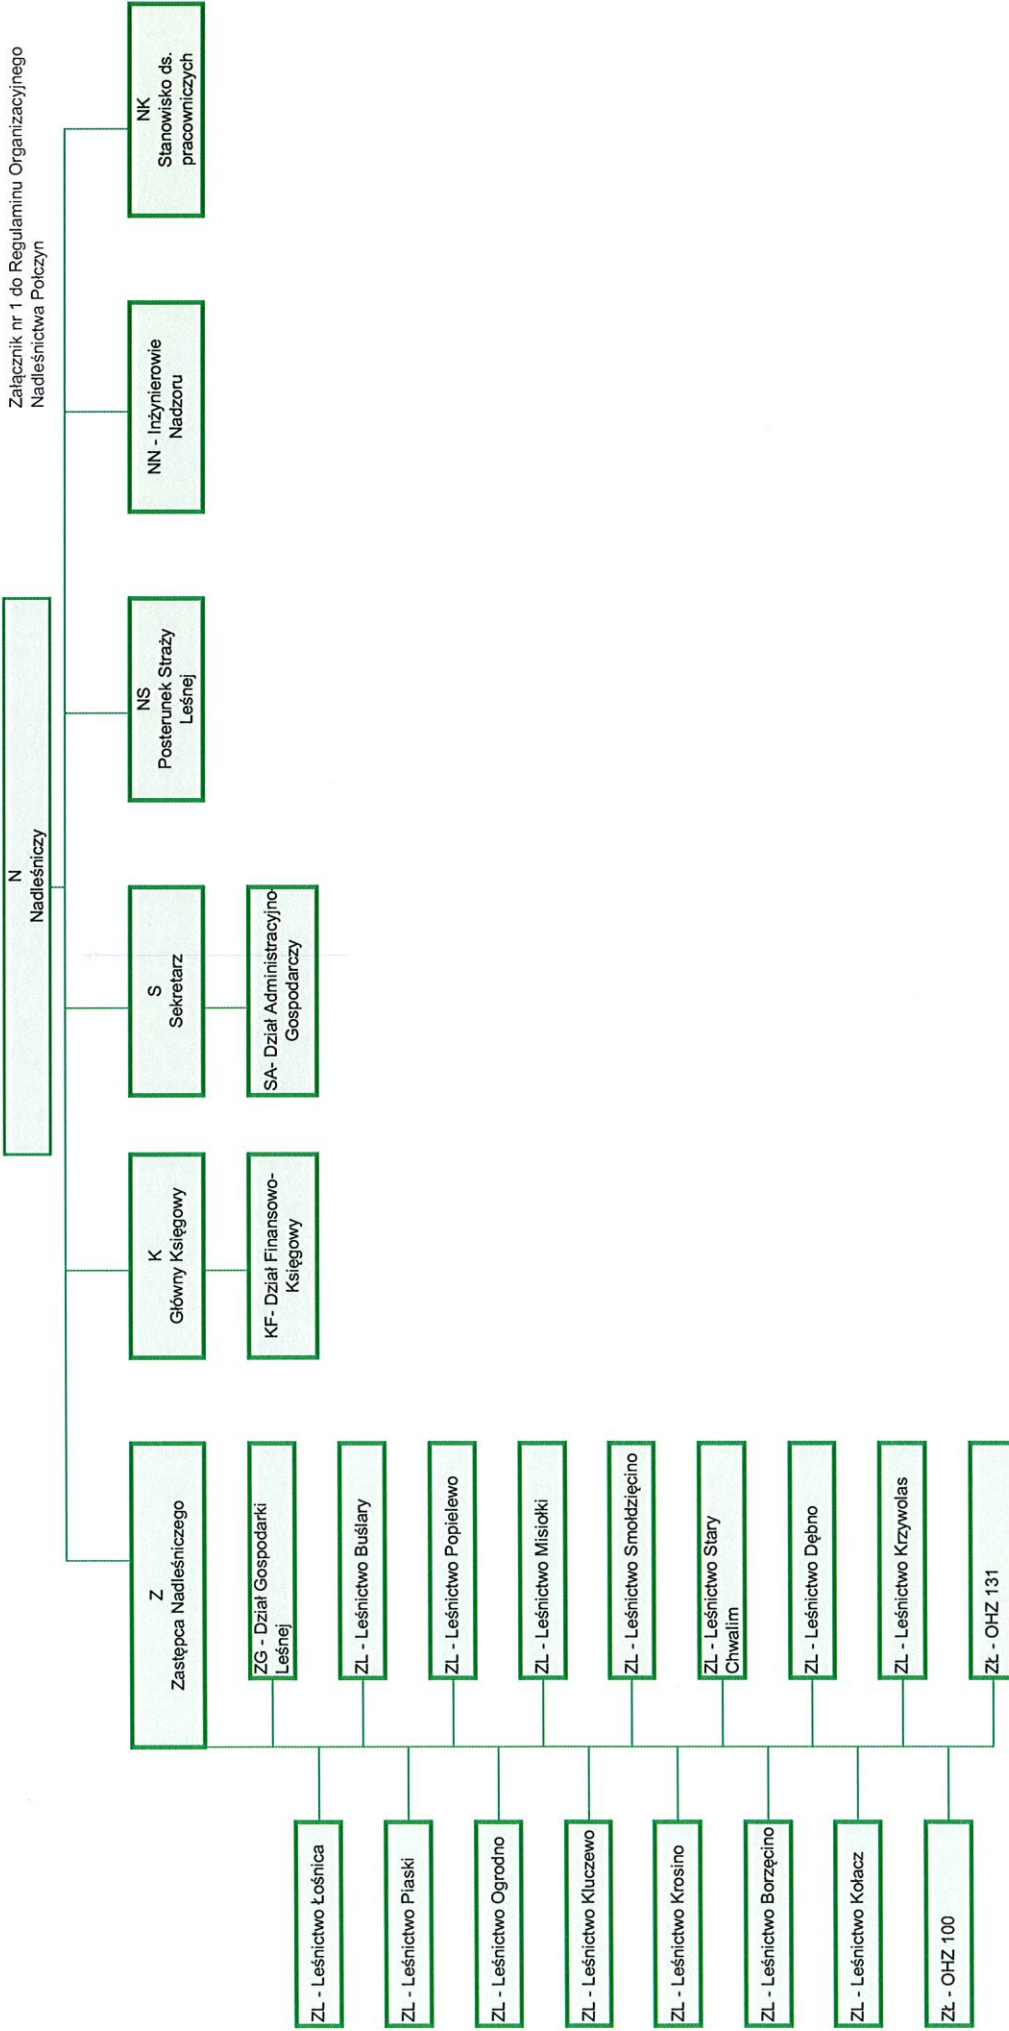 Załącznik nr 1 do Regulaminu Organizacyjnego
Nadleśnictwa Połczyn
N
Nadleśniczy
Z
Zastępca Nadleśniczego
K
Główny Księgowy
S
Sekretarz
NS
Posterunek Straży
Leśnej
NN - Inżynierowie
Nadzoru
NK
Stanowisko ds.
pracowniczych
KF- Dział Finansowo-
Księgowy
SA- Dział Administracyjno-
Gospodarczy
ZG - Dział Gospodarki
Leśnej
ZL - Leśnictwo Łośnica
ZL - Leśnictwo Buślary
ZL - Leśnictwo Piaski
ZL - Leśnictwo Popielewo
ZL - Leśnictwo Ogrodno
ZL - Leśnictwo Misiołki
ZL - Leśnictwo Kluczewo
ZL - Leśnictwo Smołdzięcino
ZL - Leśnictwo Krosino
ZL - Leśnictwo Stary
Chwalim
ZL - Leśnictwo Borzęcino
ZL - Leśnictwo Dębno
ZL - Leśnictwo Kołacz
ZL - Leśnictwo Krzywolas
ZŁ - OHZ 100
ZŁ - OHZ 131